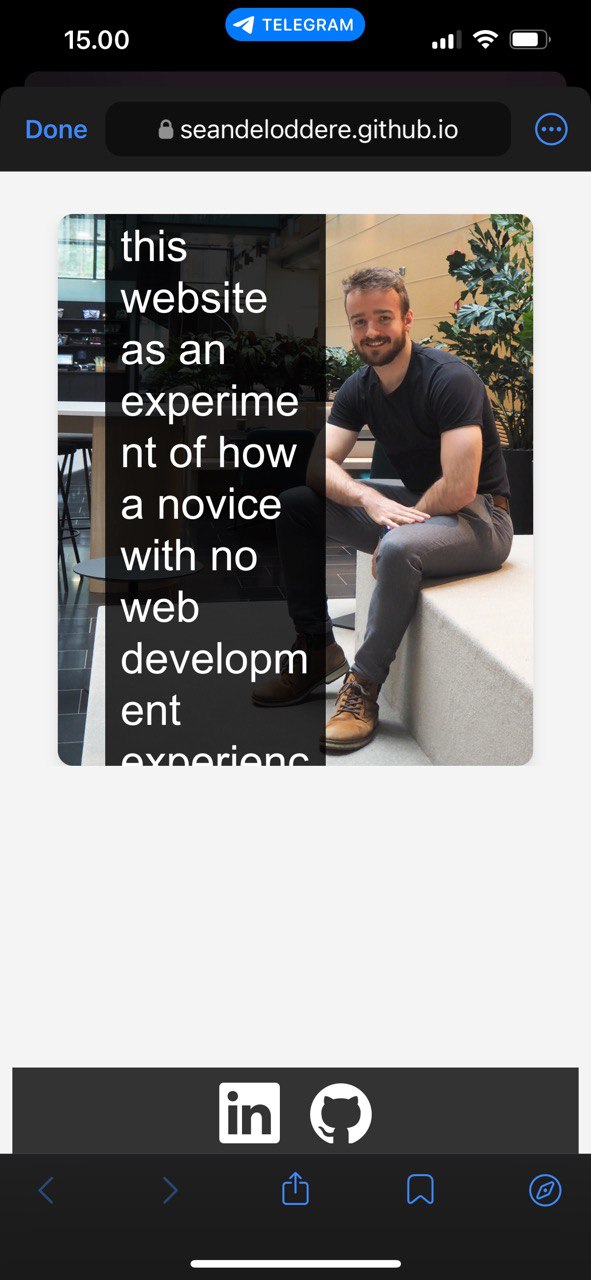 15.00
TELEGRAM
Done
seandeloddere.github.io
this
website
as an
experime
nt of how
a novice
with no
web
developm
ent
experienc
in